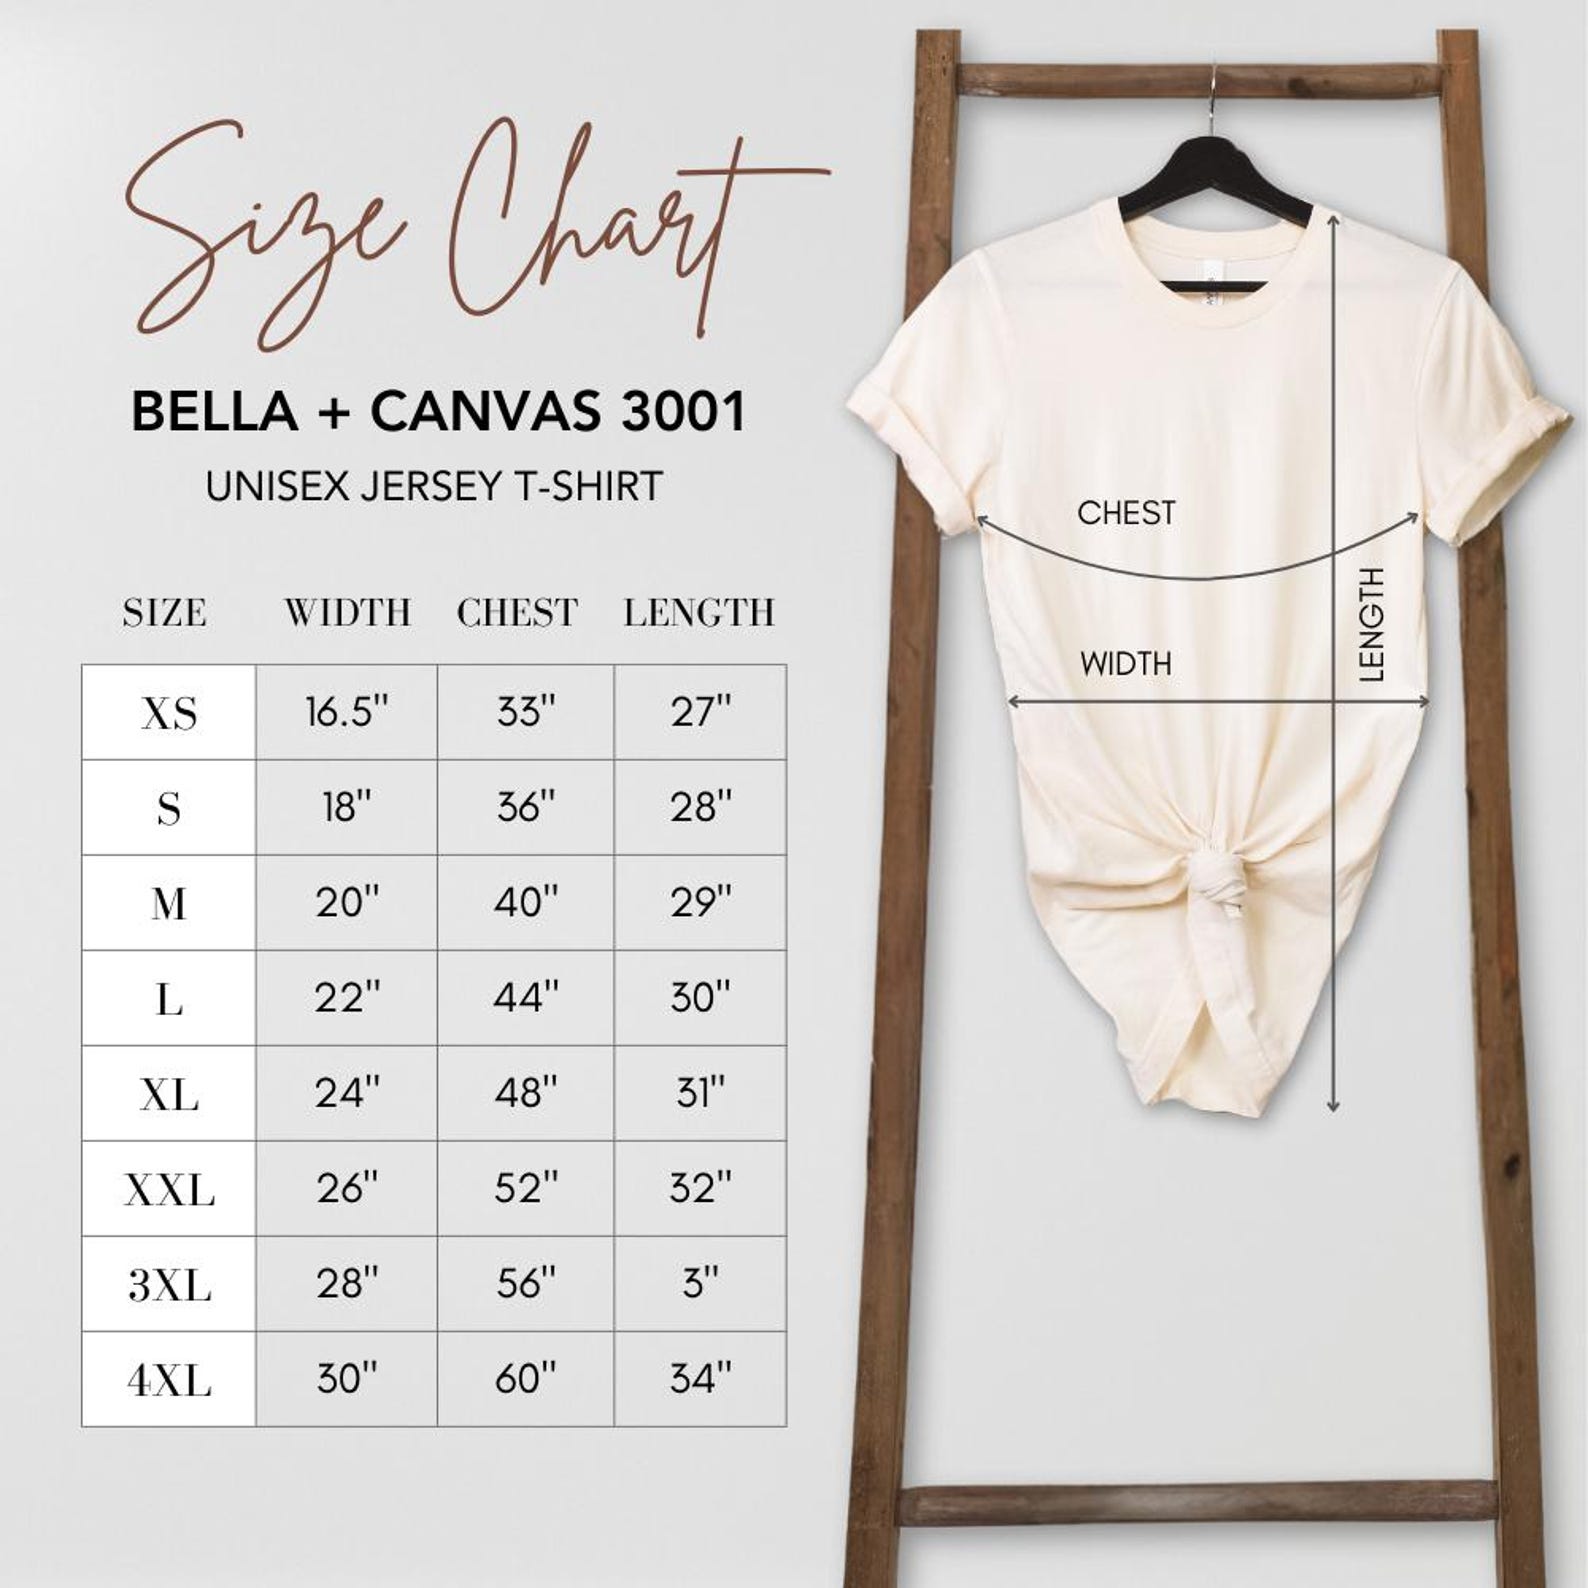 Size Chart
BELLA + CANVAS 3001
UNISEX JERSEY T-SHIRT
SIZE WIDTH CHEST LENGTH
XS 16.5" 33" 27"
S 18" 36" 28"
M 20" 40" 29"
L 22" 44" 30"
XL 24" 48" 31"
XXL 26" 52" 32"
3XL 28" 56" 3"
4XL 30" 60" 34"
CHEST
WIDTH
LENGTH